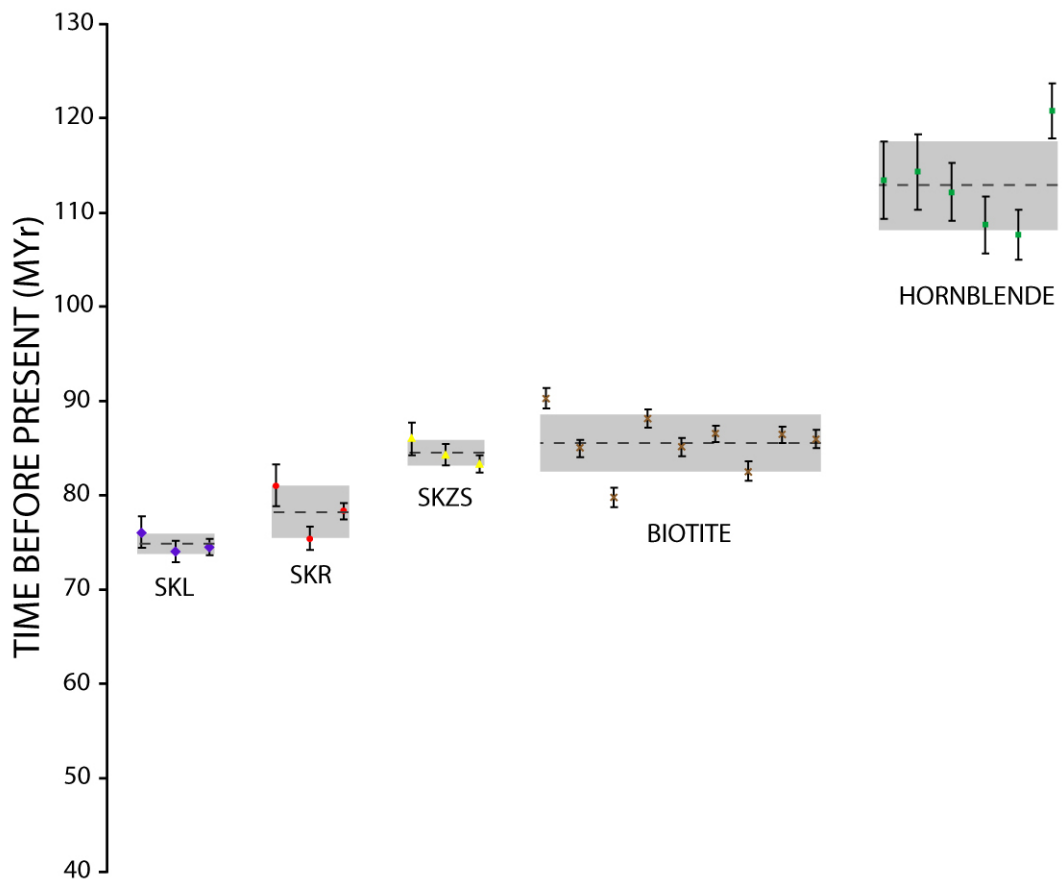 TIME BEFORE PRESENT (MYr)
130
120
110
100
90
80
70
60
50
40
SKL
SKR
SKZS
BIOTITE
HORNBLENDE